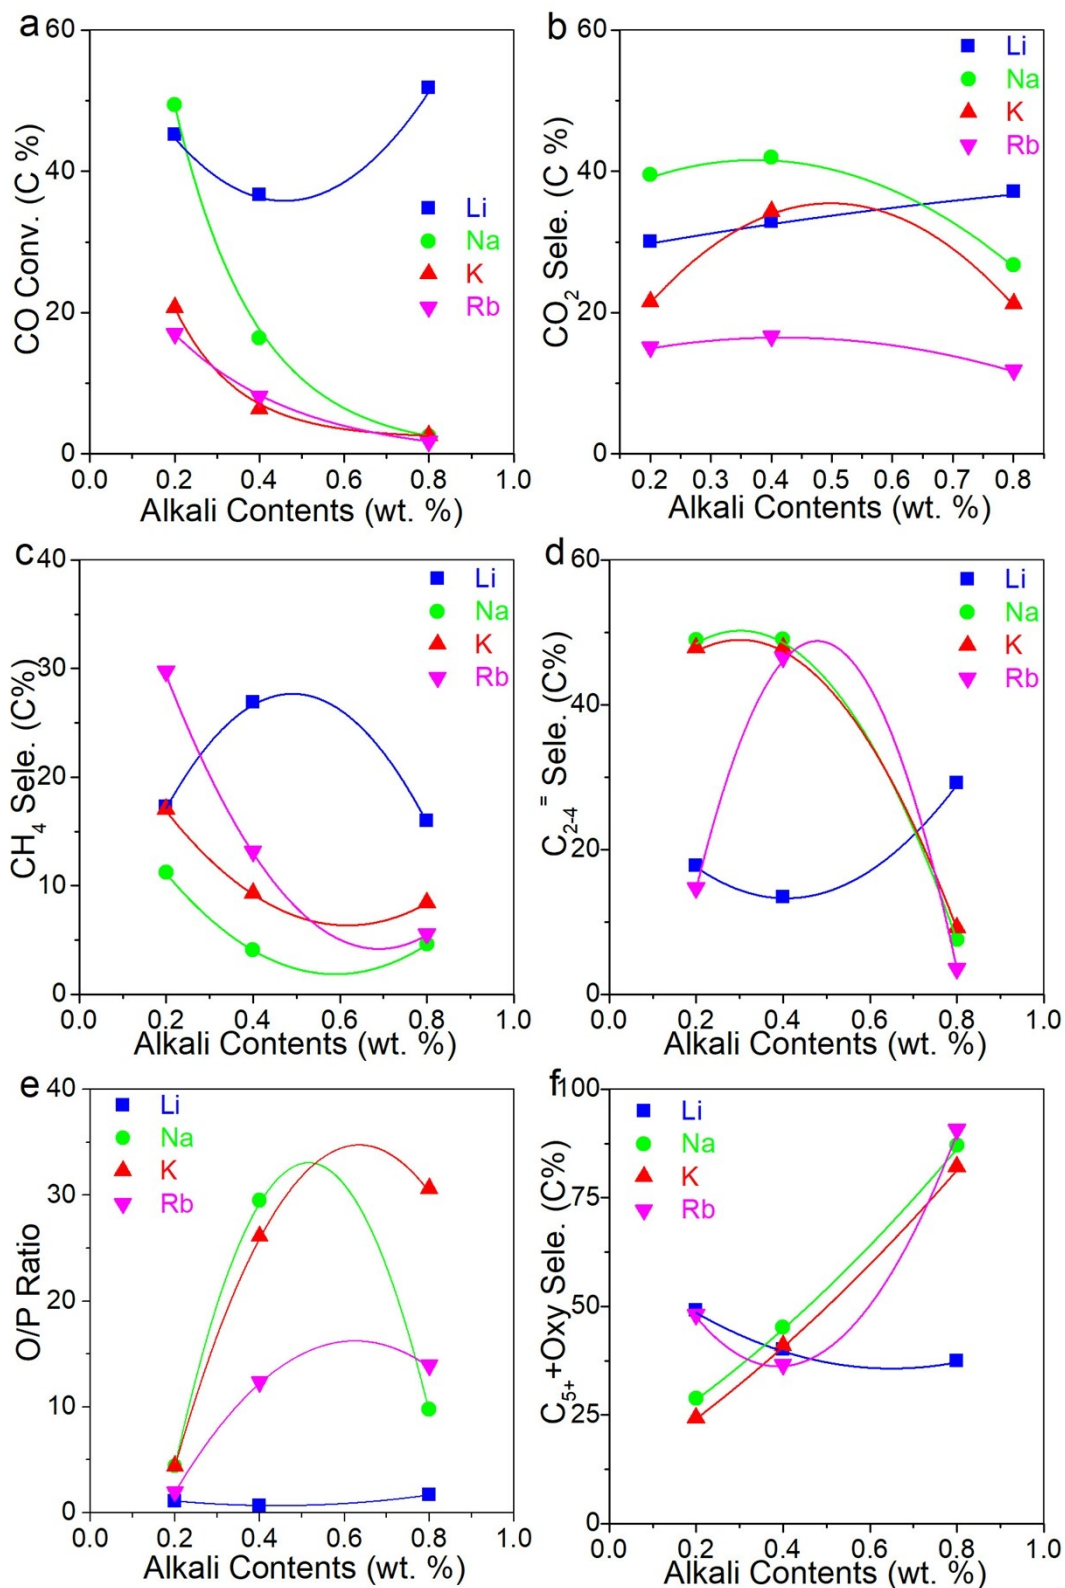 a
60
40
20
0
CO Conv. (C %)
Li
Na
K
Rb
0.0 0.2 0.4 0.6 0.8 1.0
Alkali Contents (wt. %)
b
60
40
20
0
CO2 Sele. (C %)
Li
Na
K
Rb
0.2 0.3 0.4 0.5 0.6 0.7 0.8
Alkali Contents (wt. %)
c
40
30
20
10
0
CH4 Sele. (C%)
Li
Na
K
Rb
0.0 0.2 0.4 0.6 0.8 1.0
Alkali Contents (wt. %)
d
60
40
20
0
C2-4= Sele. (C%)
Li
Na
K
Rb
0.0 0.2 0.4 0.6 0.8 1.0
Alkali Contents (wt. %)
e
40
30
20
10
0
O/P Ratio
Li
Na
K
Rb
0.0 0.2 0.4 0.6 0.8 1.0
Alkali Contents (wt. %)
f
100
75
50
25
0
C5++Oxy Sele. (C%)
Li
Na
K
Rb
0.0 0.2 0.4 0.6 0.8 1.0
Alkali Contents (wt. %)